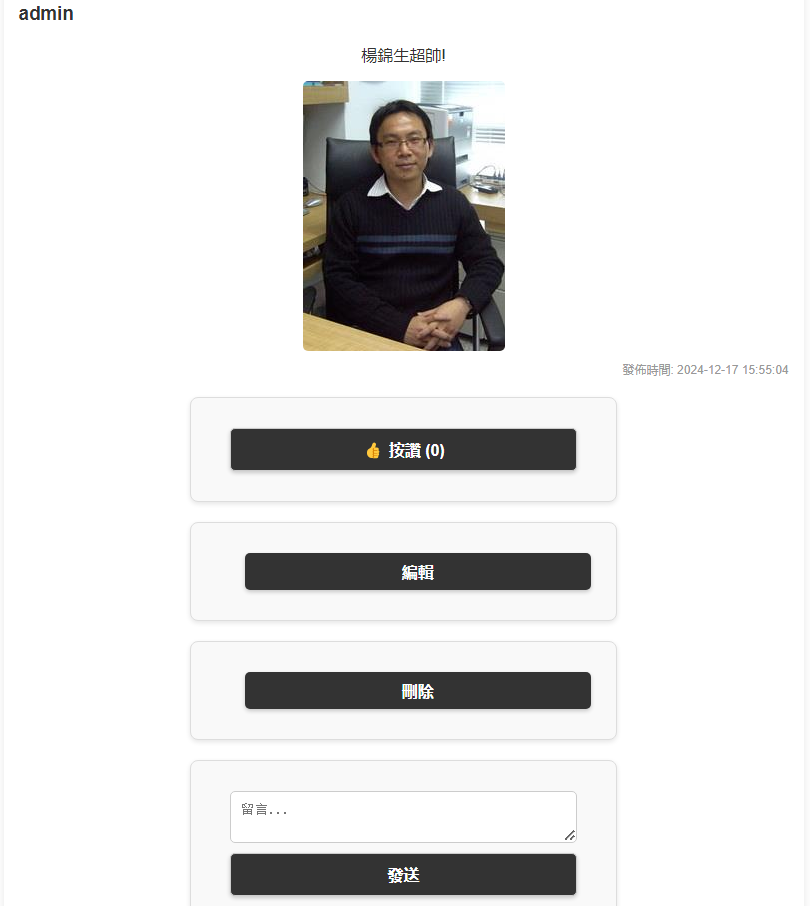 admin
楊錦生超帥!
發佈時間: 2024-12-17 15:55:04
👍 按讚 (0)
編輯
刪除
留言...
發送